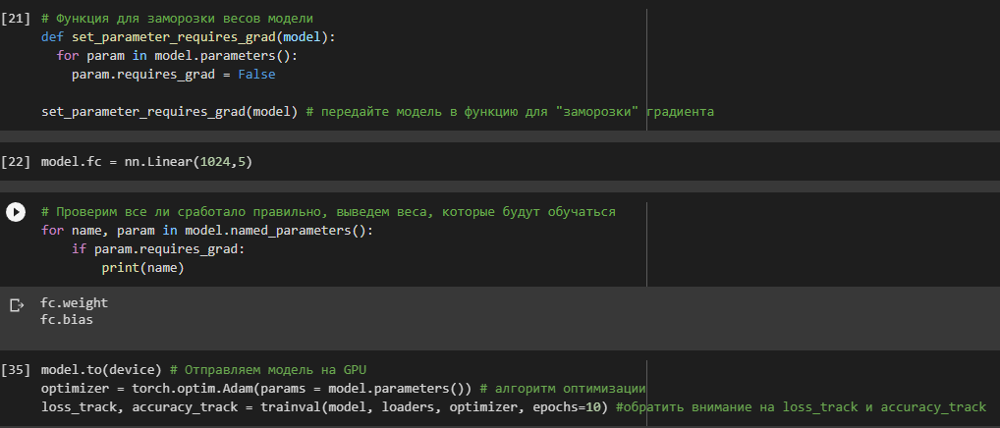 [21] # Функция для заморозки весов модели
def set_parameter_requires_grad(model):
  for param in model.parameters():
    param.requires_grad = False
set_parameter_requires_grad(model) # передайте модель в функцию для "заморозки" градиента
[22] model.fc = nn.Linear(1024,5)
# Проверим все ли сработало правильно, выведем веса, которые будут обучаться
for name, param in model.named_parameters():
    if param.requires_grad:
        print(name)
fc.weight
fc.bias
[35] model.to(device) # Отправляем модель на GPU
optimizer = torch.optim.Adam(params = model.parameters()) # алгоритм оптимизации
loss_track, accuracy_track = trainval(model, loaders, optimizer, epochs=10) #обратить внимание на loss_track и accuracy_track